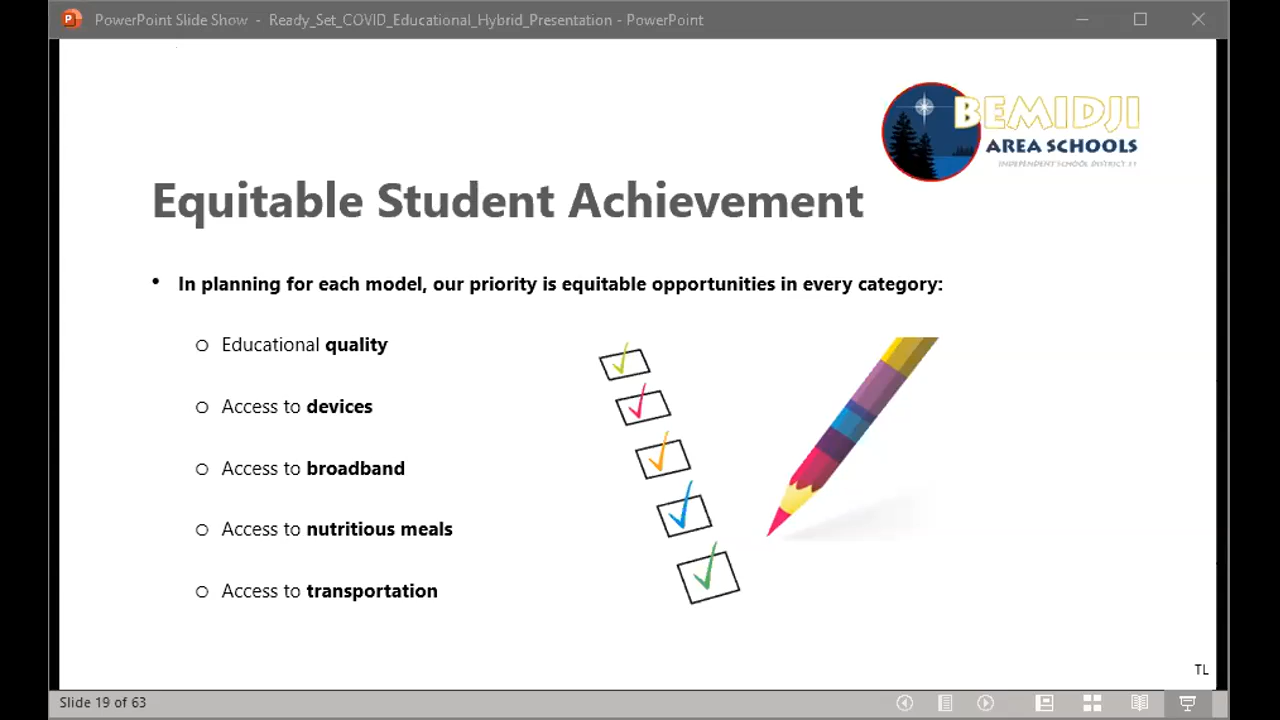 PowerPoint Slide Show - Ready_Set_COVID_Educational_Hybrid_Presentation - PowerPoint
BEMIDJI
AREA SCHOOLS
INDEPENDENT SCHOOL DISTRICT 31
Equitable Student Achievement
• In planning for each model, our priority is equitable opportunities in every category:
○ Educational quality
○ Access to devices
○ Access to broadband
○ Access to nutritious meals
○ Access to transportation
TL
Slide 19 of 63